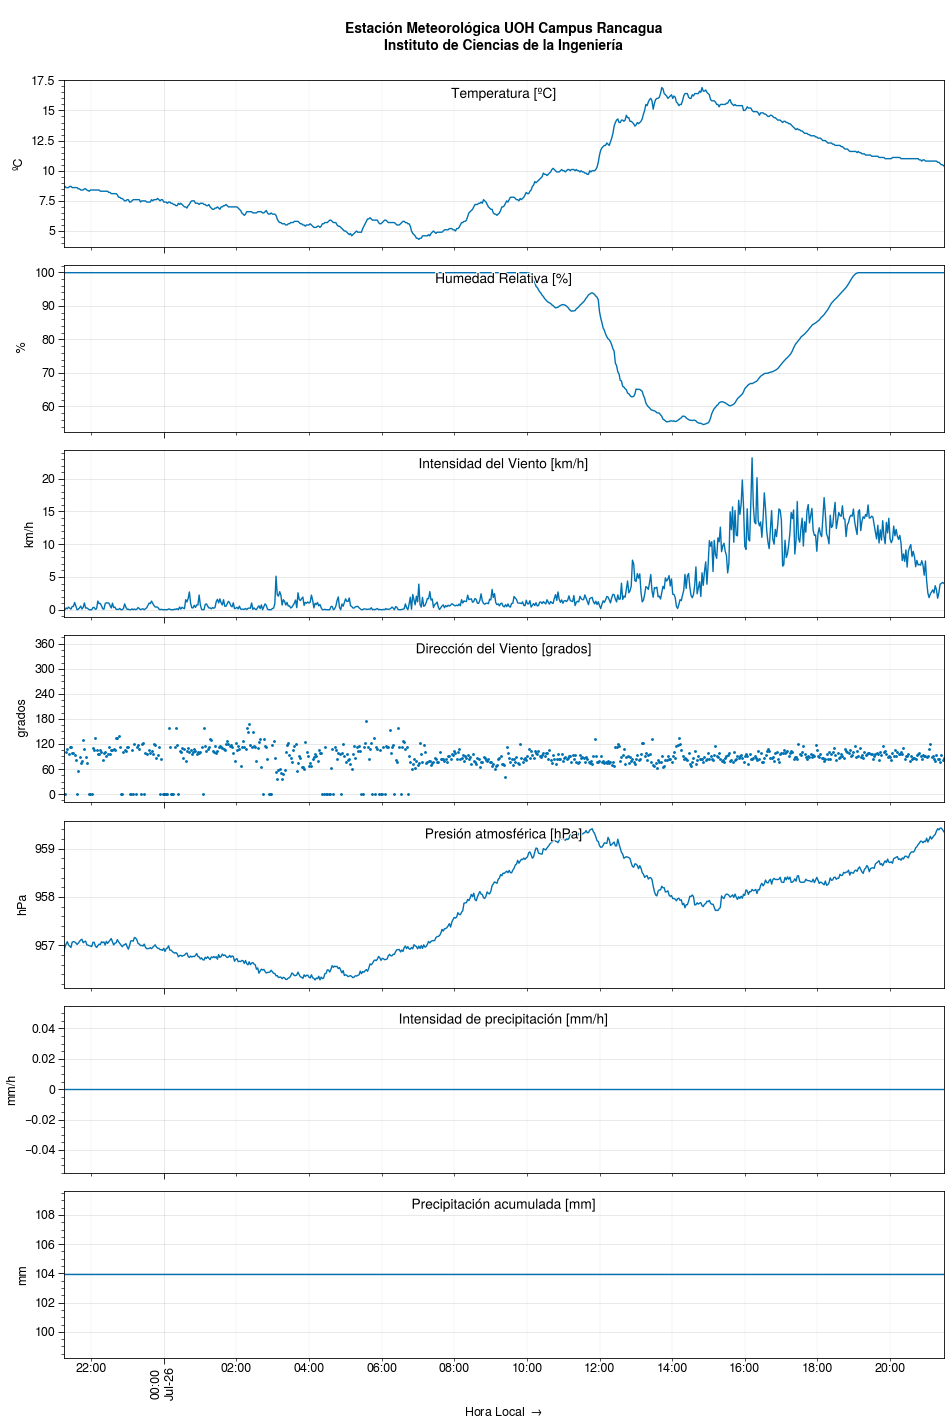 Estación Meteorológica UOH Campus Rancagua
Instituto de Ciencias de la Ingeniería
Temperatura [ºC]
17.5
15
12.5
10
7.5
5
ºC
Humedad Relativa [%]
100
90
80
70
60
%
Intensidad del Viento [km/h]
20
15
10
5
0
km/h
Dirección del Viento [grados]
360
300
240
180
120
60
0
grados
Presión atmosférica [hPa]
959
958
957
hPa
Intensidad de precipitación [mm/h]
0.04
0.02
0
−0.02
−0.04
mm/h
Precipitación acumulada [mm]
108
106
104
102
100
mm
22:00
00:00
Jul-26
02:00
04:00
06:00
08:00
10:00
12:00
14:00
16:00
18:00
20:00
Hora Local →